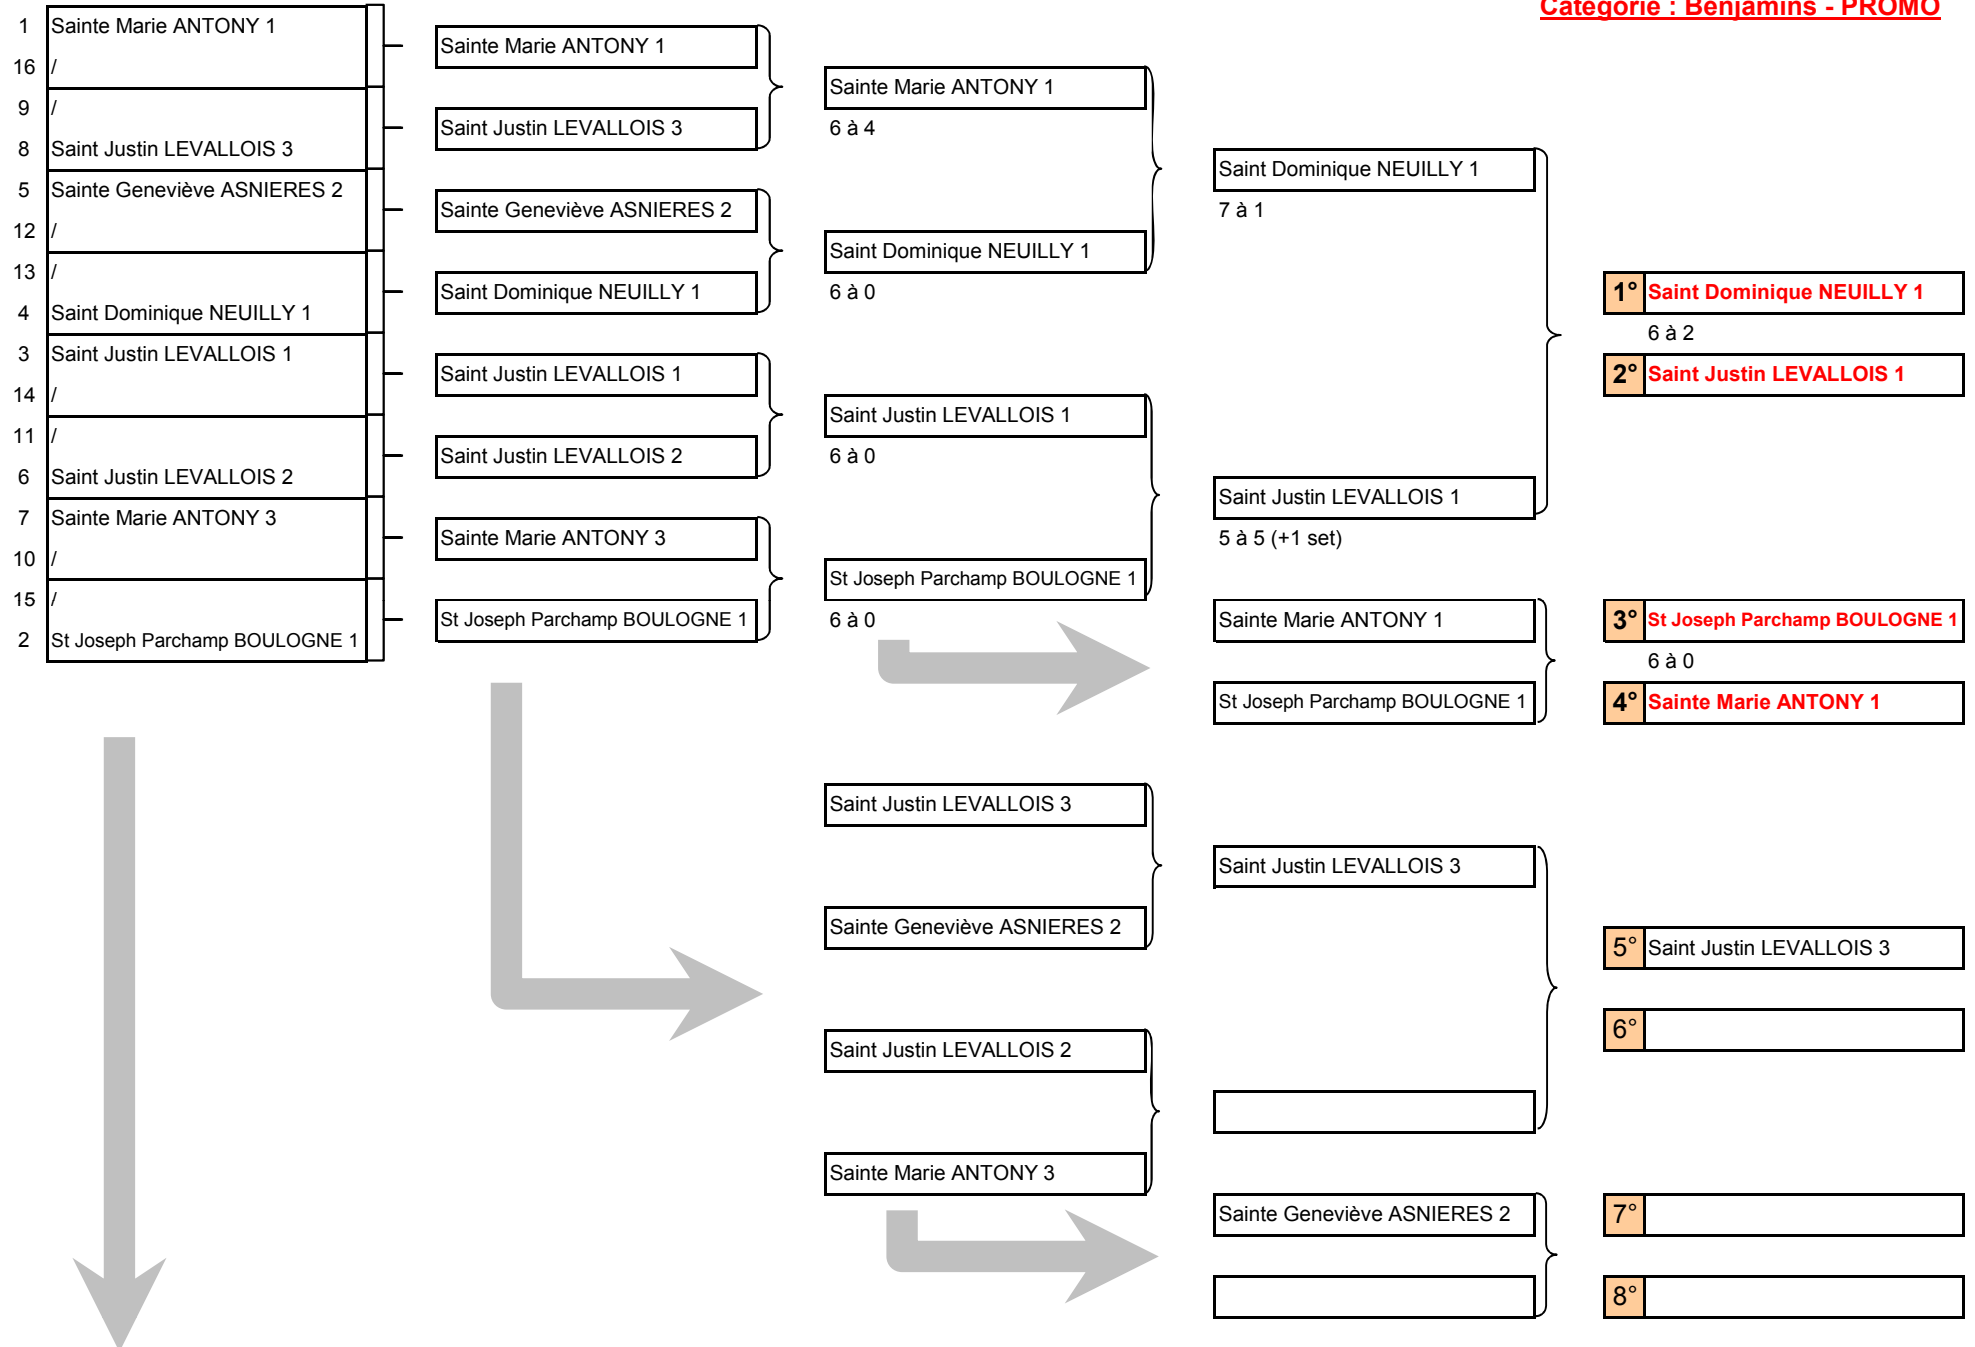 Catégorie : Benjamins - PROMO
1 Sainte Marie ANTONY 1
16 /
9 /
8 Saint Justin LEVALLOIS 3
5 Sainte Geneviève ASNIERES 2
12 /
13 /
4 Saint Dominique NEUILLY 1
3 Saint Justin LEVALLOIS 1
14 /
11 /
6 Saint Justin LEVALLOIS 2
7 Sainte Marie ANTONY 3
10 /
15 /
2 St Joseph Parchamp BOULOGNE 1
Sainte Marie ANTONY 1
Saint Justin LEVALLOIS 3
Sainte Geneviève ASNIERES 2
Saint Dominique NEUILLY 1
Saint Justin LEVALLOIS 1
Saint Justin LEVALLOIS 2
Sainte Marie ANTONY 3
St Joseph Parchamp BOULOGNE 1
Sainte Marie ANTONY 1
6 à 4
Saint Dominique NEUILLY 1
6 à 0
Saint Justin LEVALLOIS 1
6 à 0
St Joseph Parchamp BOULOGNE 1
6 à 0
Saint Justin LEVALLOIS 3
Sainte Geneviève ASNIERES 2
Saint Justin LEVALLOIS 2
Sainte Marie ANTONY 3
Saint Dominique NEUILLY 1
7 à 1
Saint Justin LEVALLOIS 1
5 à 5 (+1 set)
Sainte Marie ANTONY 1
St Joseph Parchamp BOULOGNE 1
Saint Justin LEVALLOIS 3
Sainte Geneviève ASNIERES 2
1° Saint Dominique NEUILLY 1
6 à 2
2° Saint Justin LEVALLOIS 1
3° St Joseph Parchamp BOULOGNE 1
6 à 0
4° Sainte Marie ANTONY 1
5° Saint Justin LEVALLOIS 3
6°
7°
8°